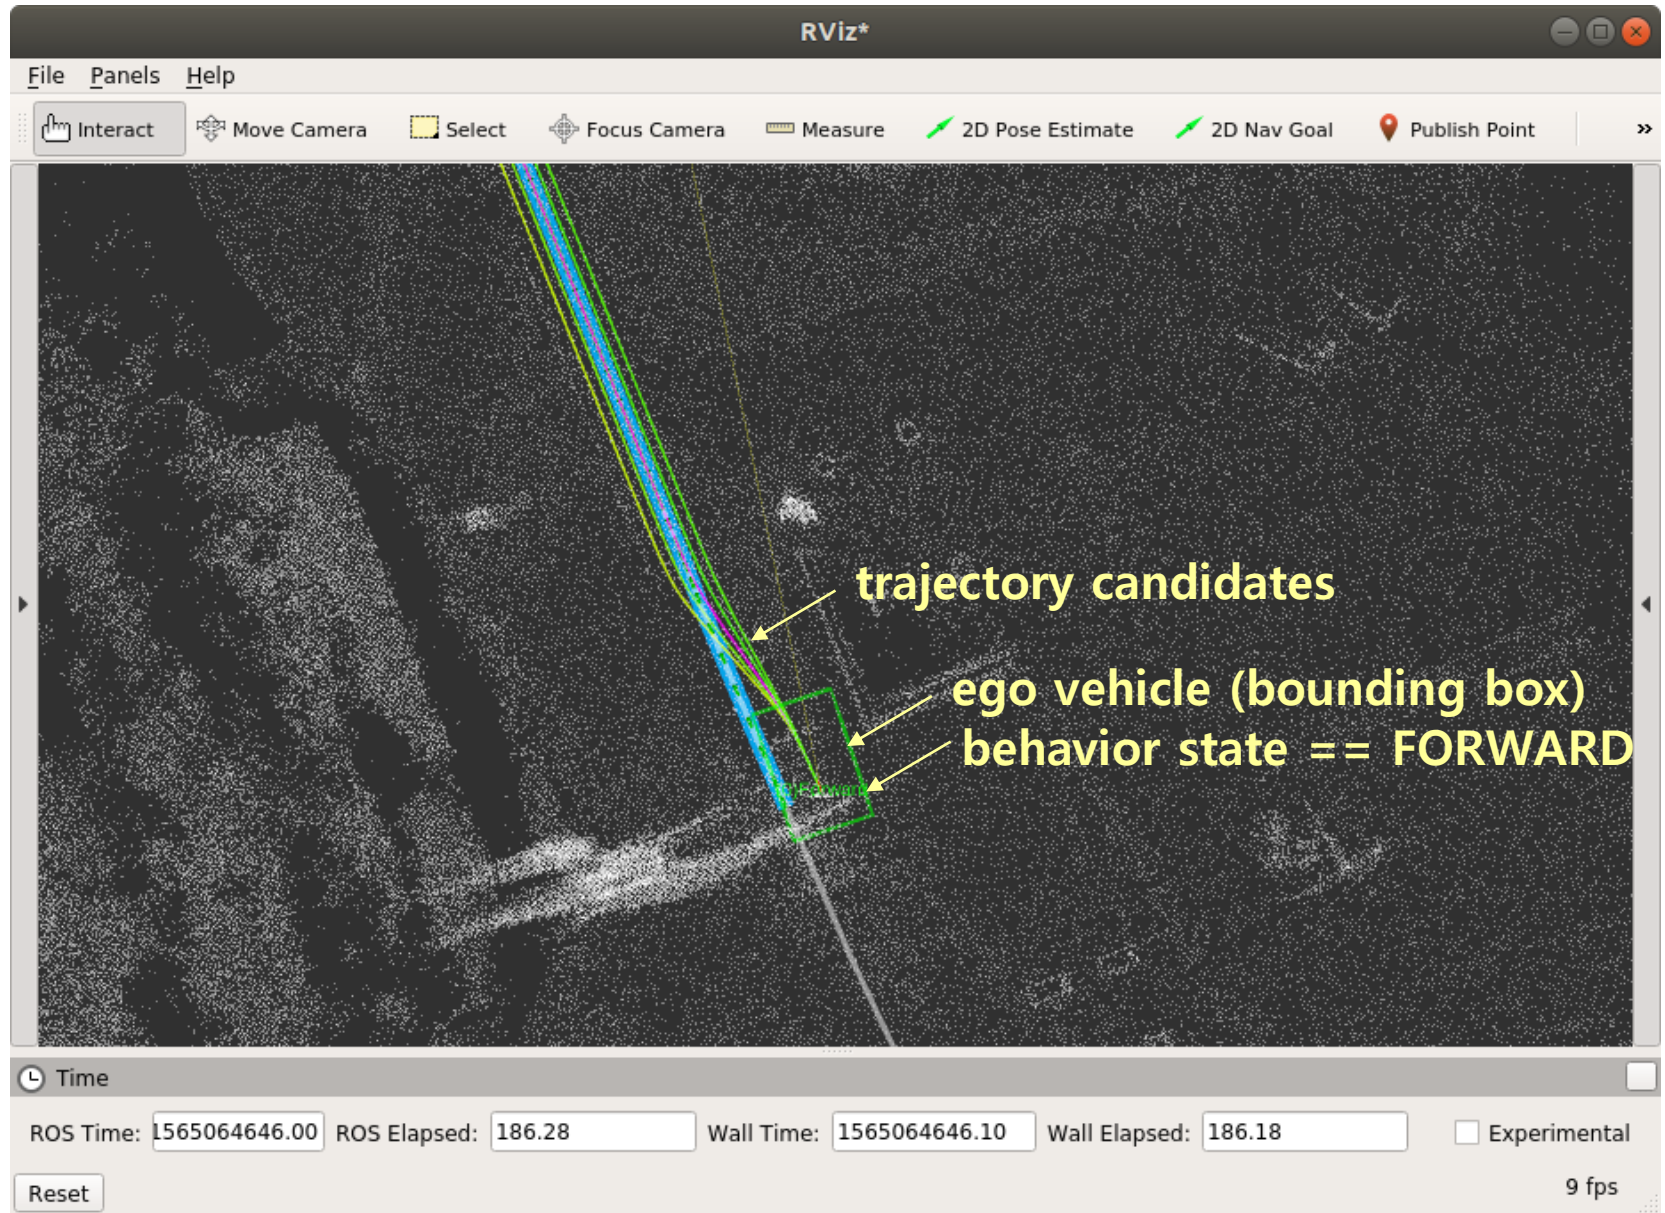 RViz*
File Panels Help
Interact Move Camera Select Focus Camera Measure 2D Pose Estimate 2D Nav Goal Publish Point »
trajectory candidates
ego vehicle (bounding box)
behavior state == FORWARD
Forward
Time
ROS Time: 1565064646.00 ROS Elapsed: 186.28 Wall Time: 1565064646.10 Wall Elapsed: 186.18 Experimental
Reset 9 fps